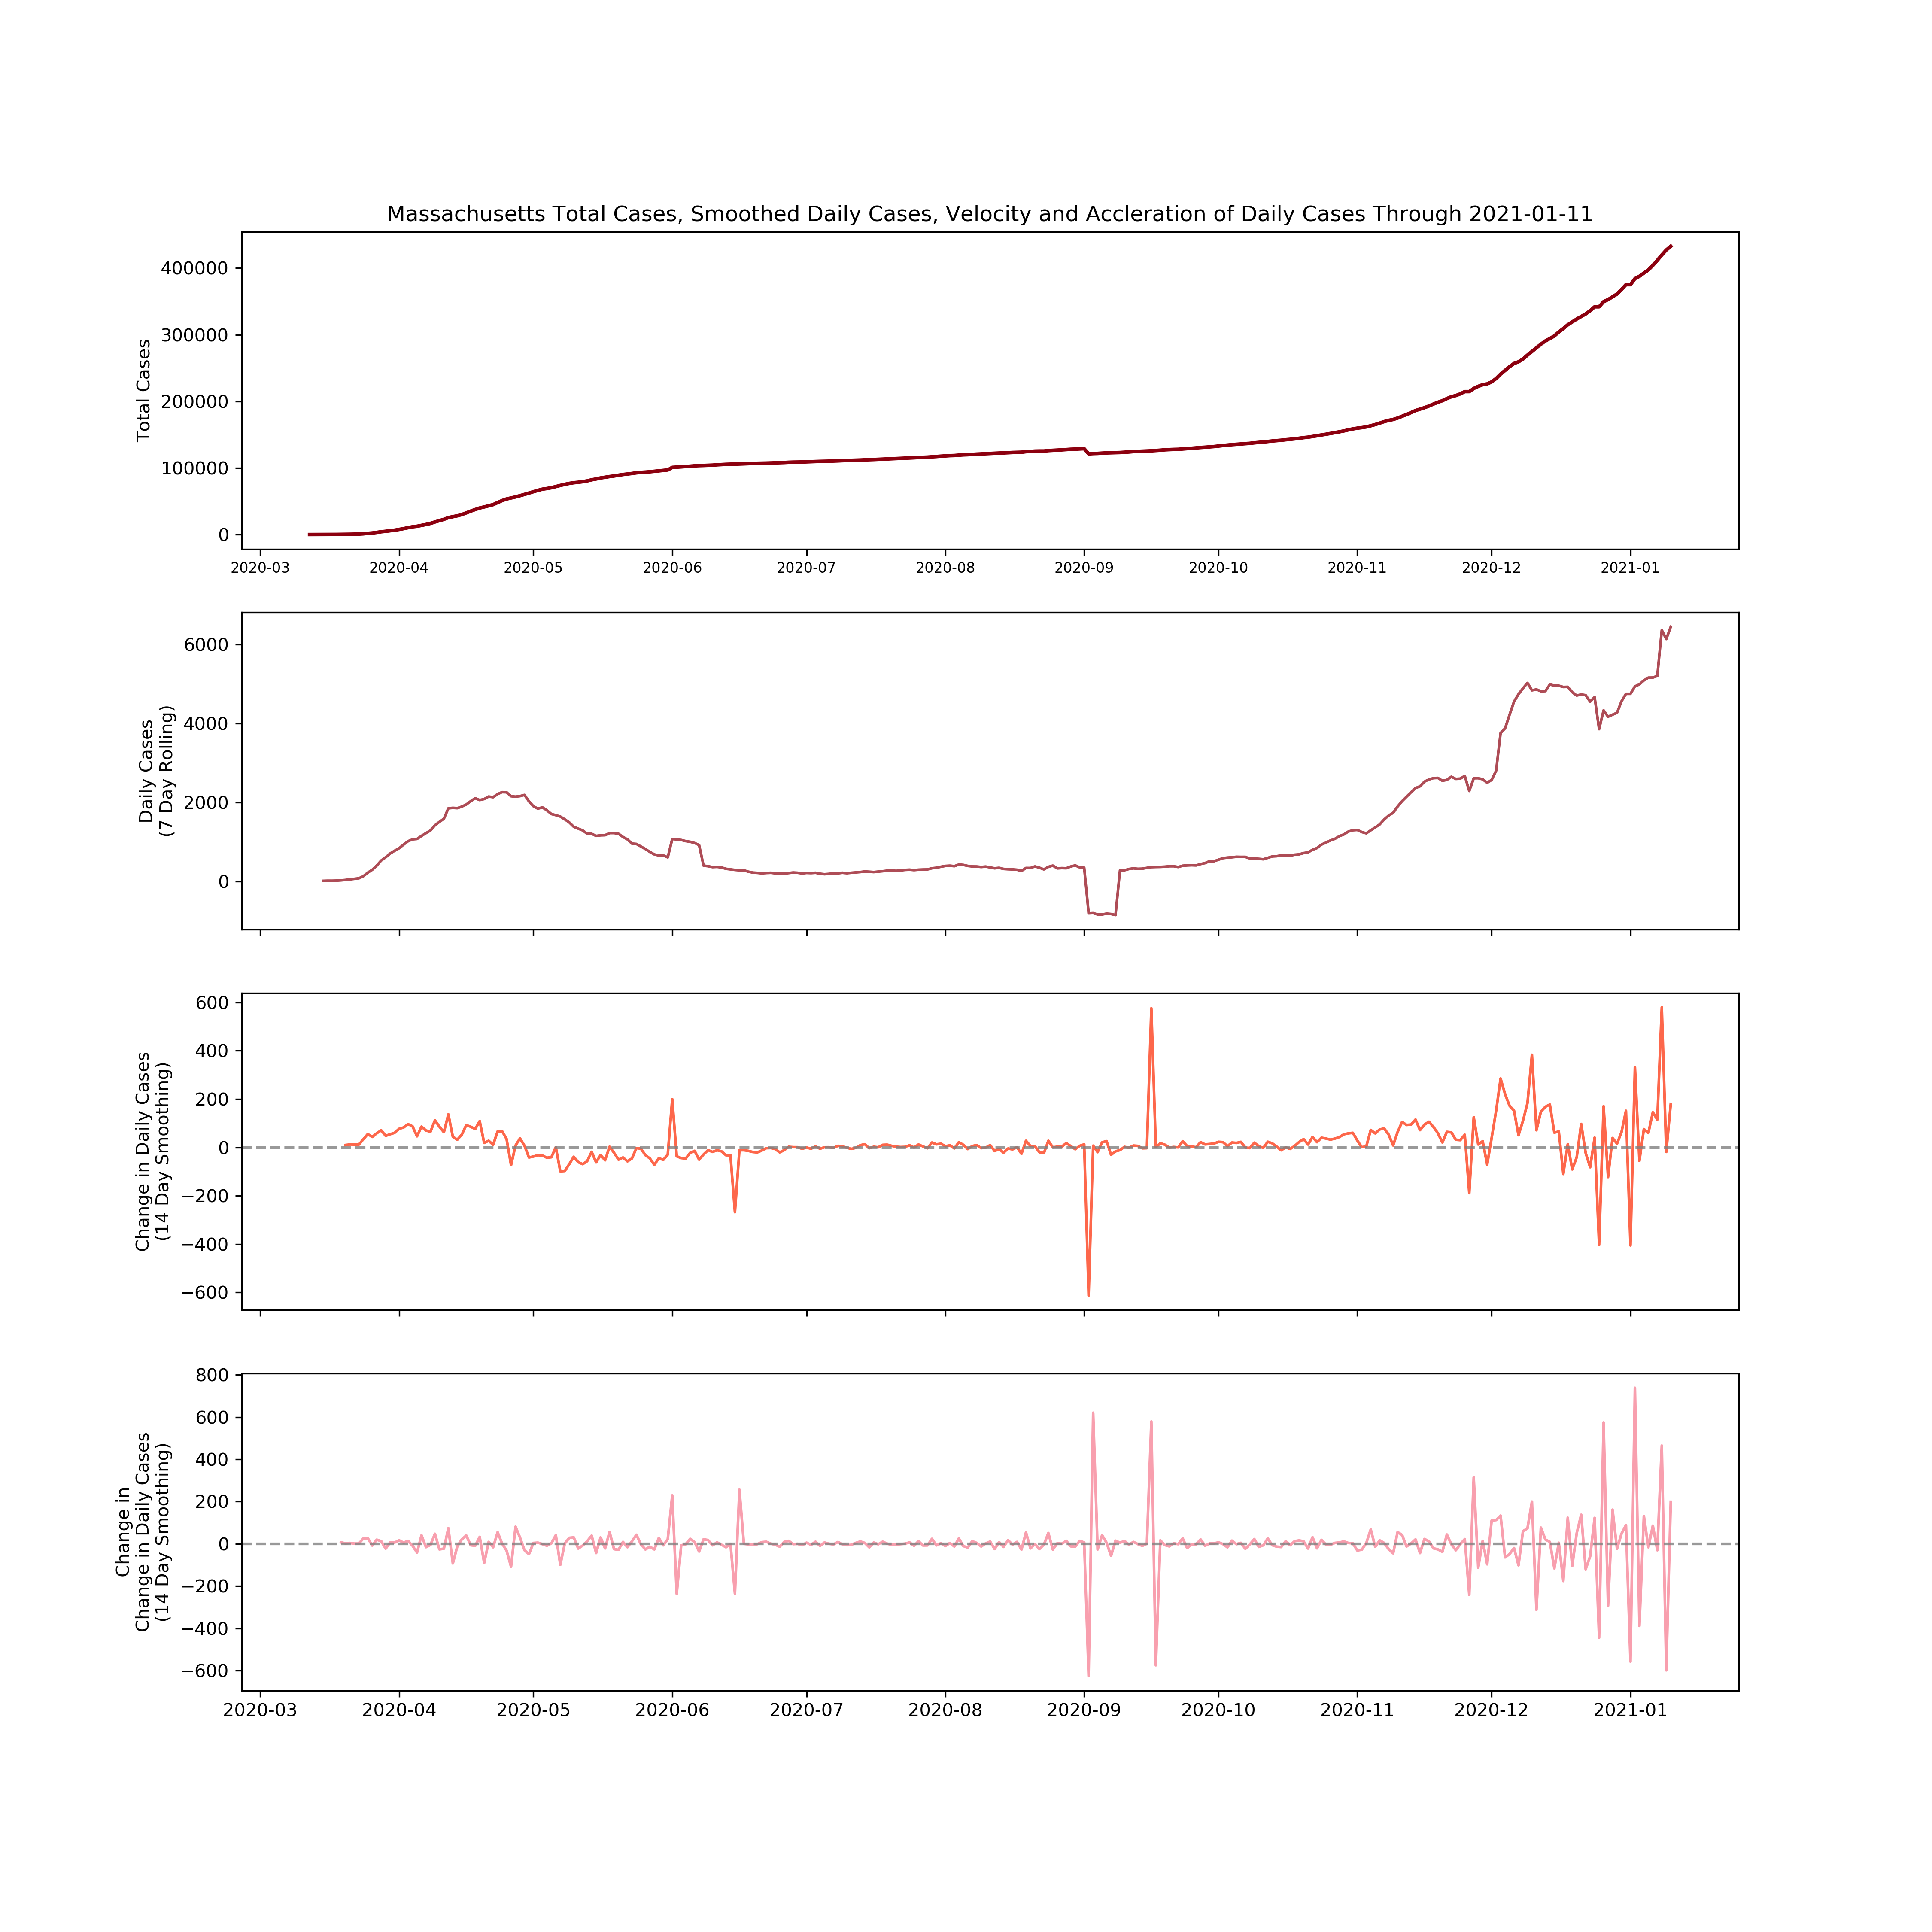 Massachusetts Total Cases, Smoothed Daily Cases, Velocity and Accleration of Daily Cases Through 2021-01-11
Total Cases
400000
300000
200000
100000
0
2020-03 2020-04 2020-05 2020-06 2020-07 2020-08 2020-09 2020-10 2020-11 2020-12 2021-01
Daily Cases
(7 Day Rolling)
6000
4000
2000
0
Change in Daily Cases
(14 Day Smoothing)
600
400
200
0
−200
−400
−600
Change in
Change in Daily Cases
(14 Day Smoothing)
800
600
400
200
0
−200
−400
−600
2020-03 2020-04 2020-05 2020-06 2020-07 2020-08 2020-09 2020-10 2020-11 2020-12 2021-01